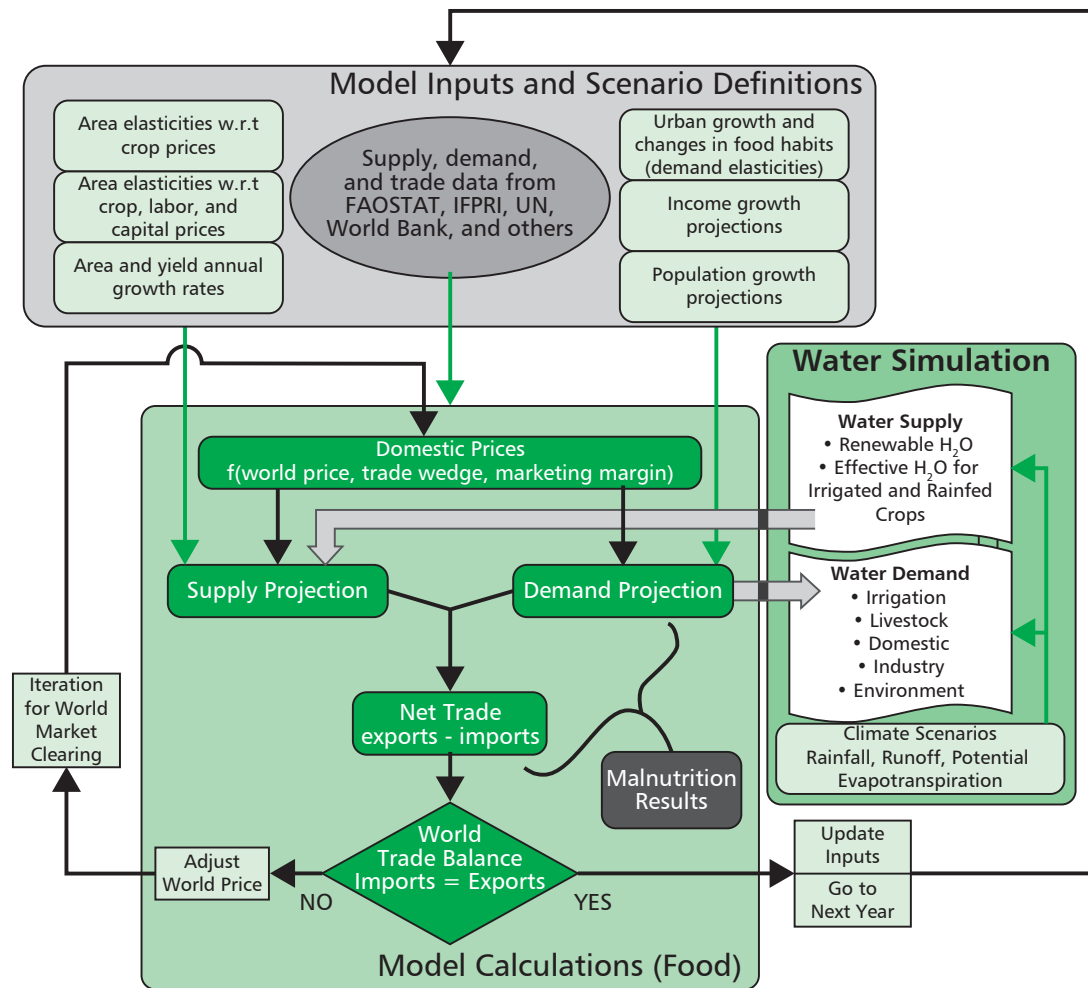 Model Inputs and Scenario Definitions
Area elasticities w.r.t
crop prices
Area elasticities w.r.t
crop, labor, and
capital prices
Area and yield annual
growth rates
Supply, demand,
and trade data from
FAOSTAT, IFPRI, UN,
World Bank, and others
Urban growth and
changes in food habits
(demand elasticities)
Income growth
projections
Population growth
projections
Water Simulation
Water Supply
• Renewable H₂O
• Effective H₂O for
Irrigated and Rainfed
Crops
Water Demand
• Irrigation
• Livestock
• Domestic
• Industry
• Environment
Climate Scenarios
Rainfall, Runoff, Potential
Evapotranspiration
Domestic Prices
f(world price, trade wedge, marketing margin)
Supply Projection
Demand Projection
Net Trade
exports - imports
Malnutrition
Results
World
Trade Balance
Imports = Exports
NO
YES
Adjust
World Price
Iteration
for World
Market
Clearing
Update
Inputs
Go to
Next Year
Model Calculations (Food)